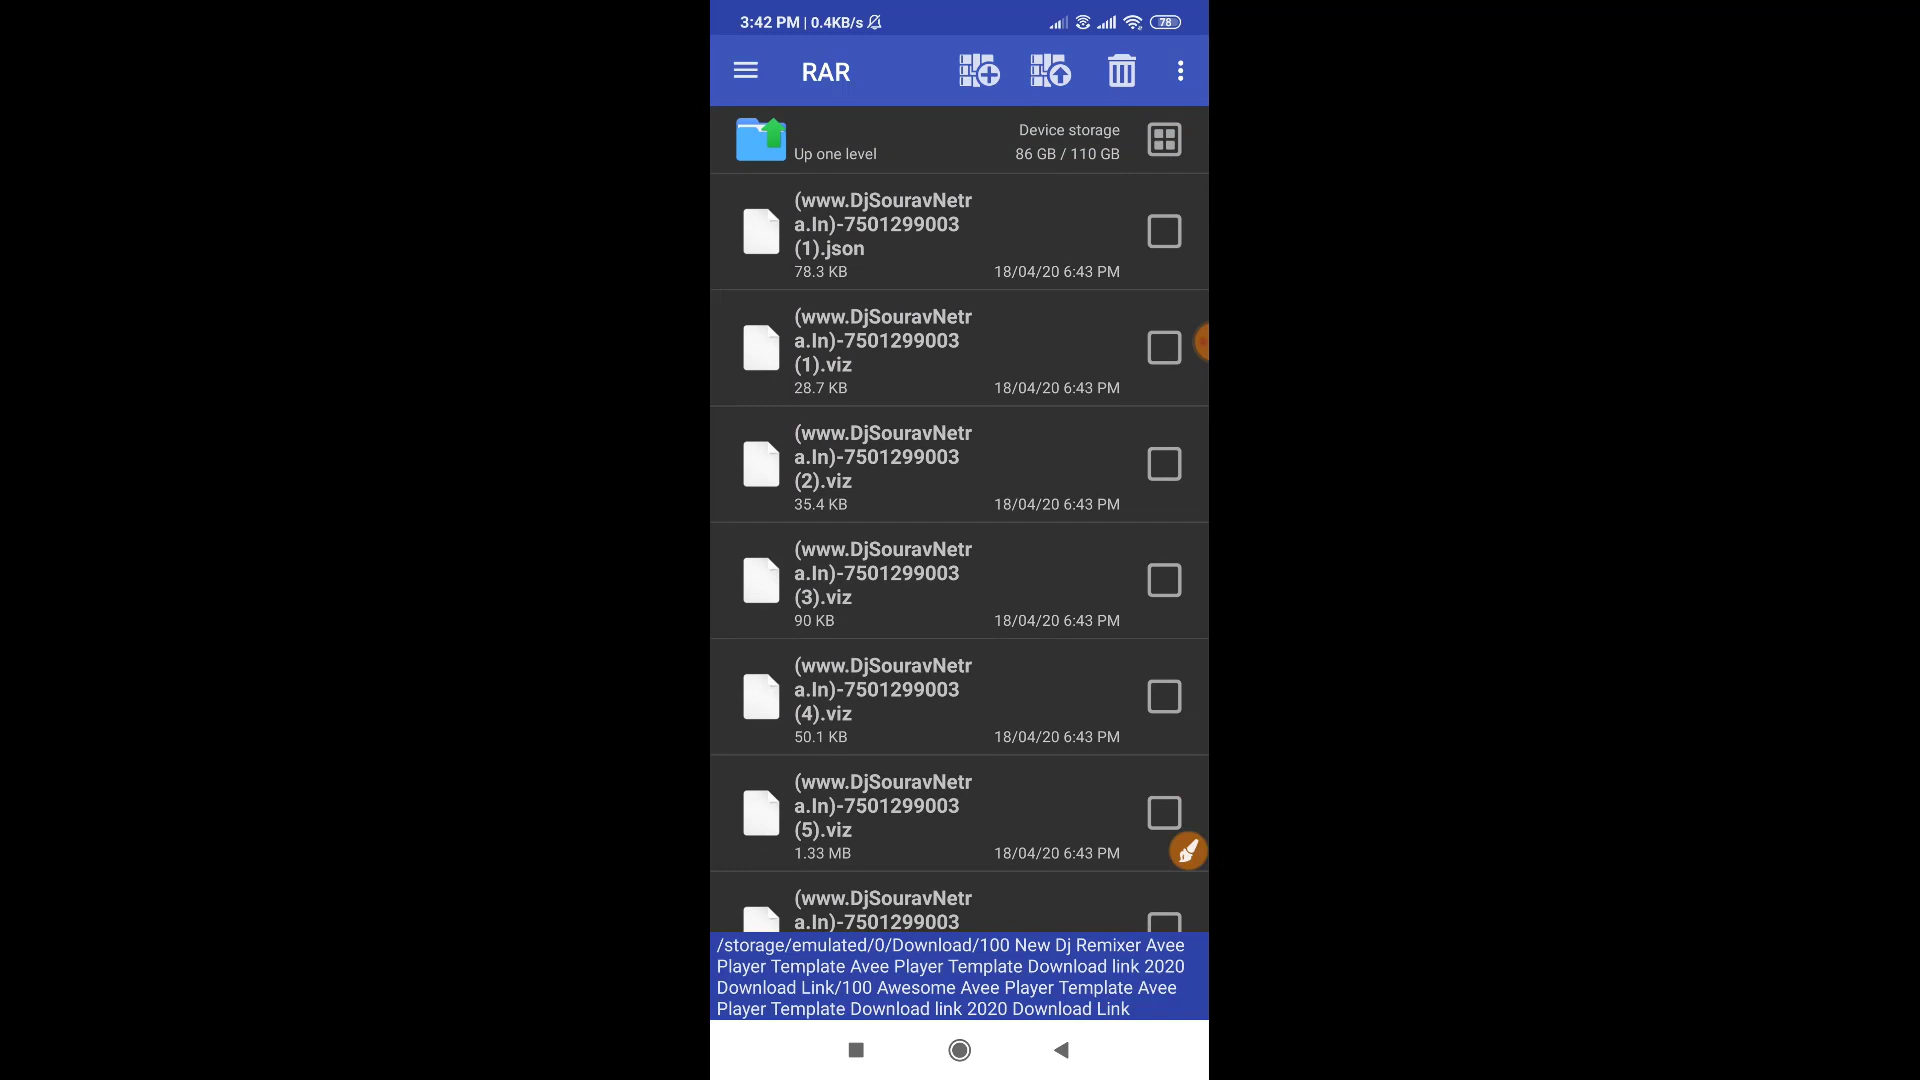 3:42 PM | 0.4KB/s
78
RAR
Up one level
Device storage
86 GB / 110 GB
(www.DjSouravNetr
a.In)-7501299003
(1).json
78.3 KB
18/04/20 6:43 PM
(www.DjSouravNetr
a.In)-7501299003
(1).viz
28.7 KB
18/04/20 6:43 PM
(www.DjSouravNetr
a.In)-7501299003
(2).viz
35.4 KB
18/04/20 6:43 PM
(www.DjSouravNetr
a.In)-7501299003
(3).viz
90 KB
18/04/20 6:43 PM
(www.DjSouravNetr
a.In)-7501299003
(4).viz
50.1 KB
18/04/20 6:43 PM
(www.DjSouravNetr
a.In)-7501299003
(5).viz
1.33 MB
18/04/20 6:43 PM
(www.DjSouravNetr
a.In)-7501299003
/storage/emulated/0/Download/100 New Dj Remixer Avee
Player Template Avee Player Template Download link 2020
Download Link/100 Awesome Avee Player Template Avee
Player Template Download link 2020 Download Link